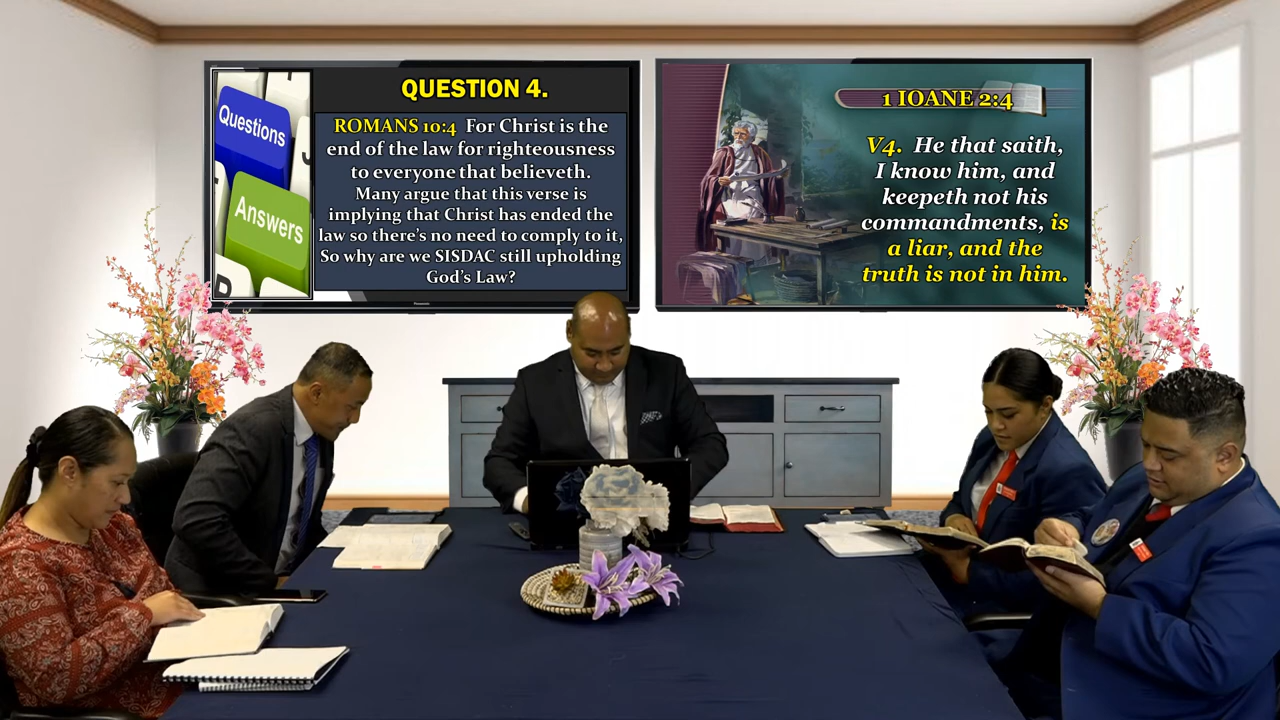 QUESTION 4.
Questions
Answers
ROMANS 10:4 For Christ is the
end of the law for righteousness
to everyone that believeth.
Many argue that this verse is
implying that Christ has ended the
law so there's no need to comply to it,
So why are we SISDAC still upholding
God's Law?
Panasonic
1 IOANE 2:4
V4. He that saith,
I know him, and
keepeth not his
commandments, is
a liar, and the
truth is not in him.